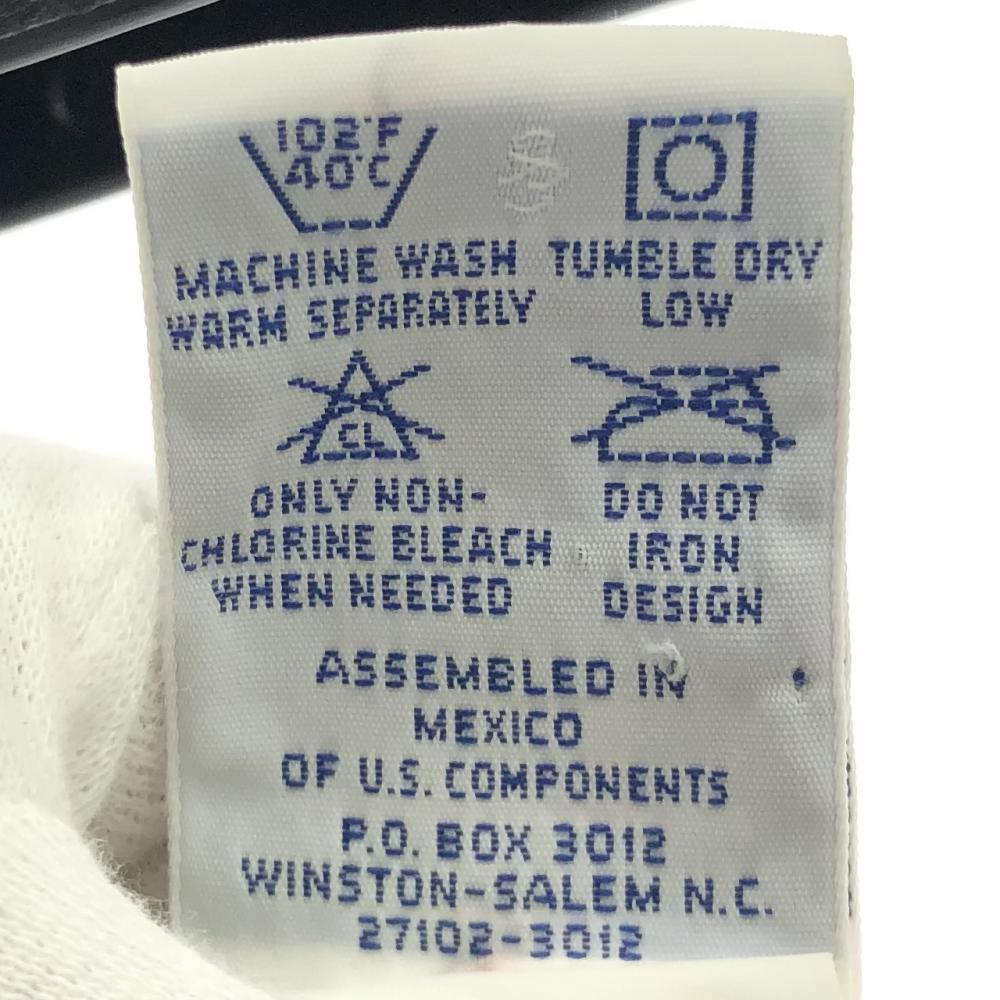 102°F
40°C
MACHINE WASH
WARM SEPARATELY
TUMBLE DRY
LOW
CL
ONLY NON-
CHLORINE BLEACH
WHEN NEEDED
DO NOT
IRON
DESIGN
ASSEMBLED IN
MEXICO
OF U.S. COMPONENTS
P.O. BOX 3012
WINSTON-SALEM N.C.
27102-3012